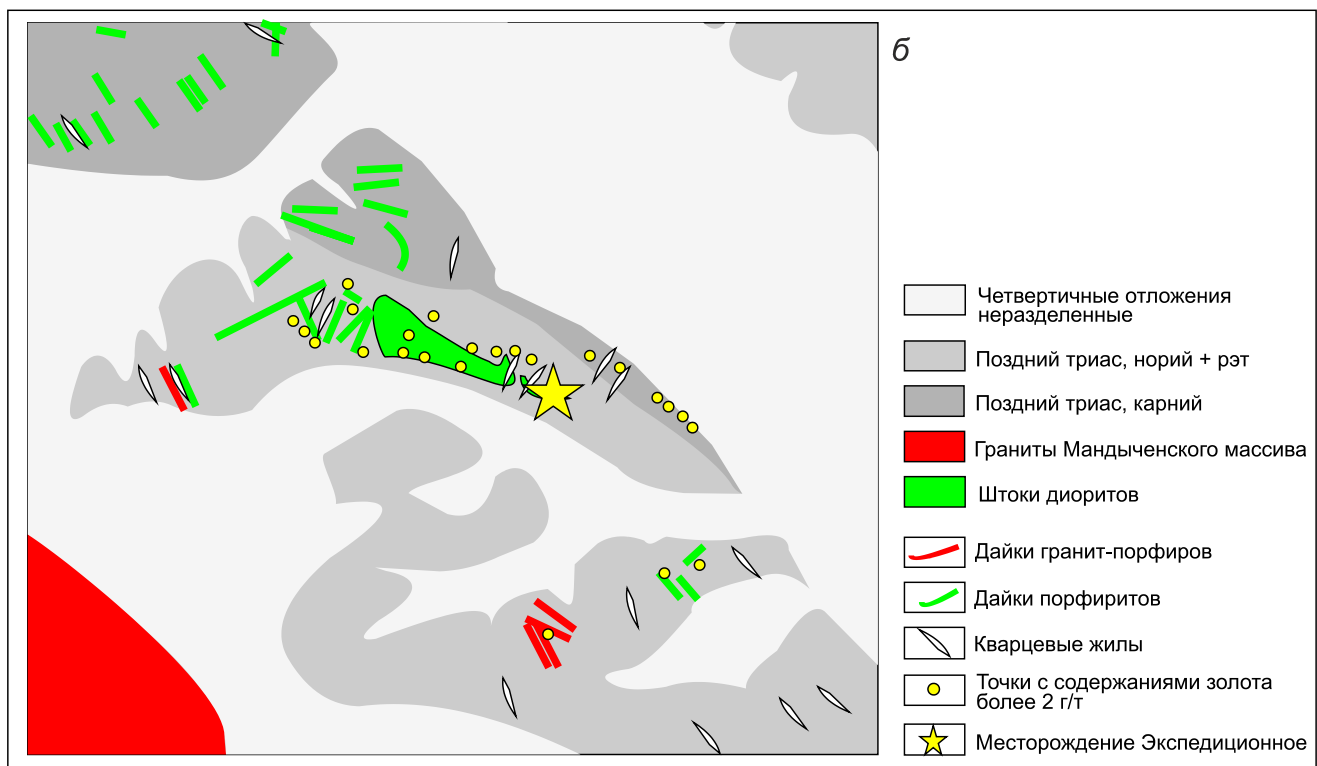 б
Четвертичные отложения
неразделенные
Поздний триас, норий + рэт
Поздний триас, карний
Граниты Мандыченского массива
Штоки диоритов
Дайки гранит-порфиров
Дайки порфиритов
Кварцевые жилы
Точки с содержаниями золота
более 2 г/т
Месторождение Экспедиционное